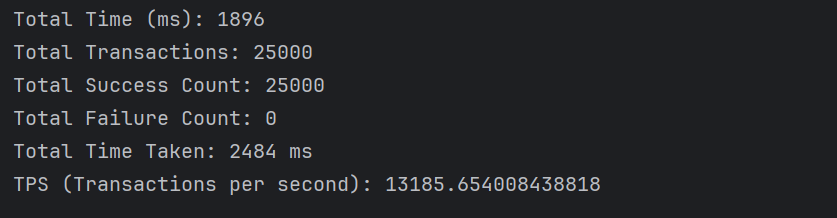 Total Time (ms): 1896
Total Transactions: 25000
Total Success Count: 25000
Total Failure Count: 0
Total Time Taken: 2484 ms
TPS (Transactions per second): 13185.654008438818